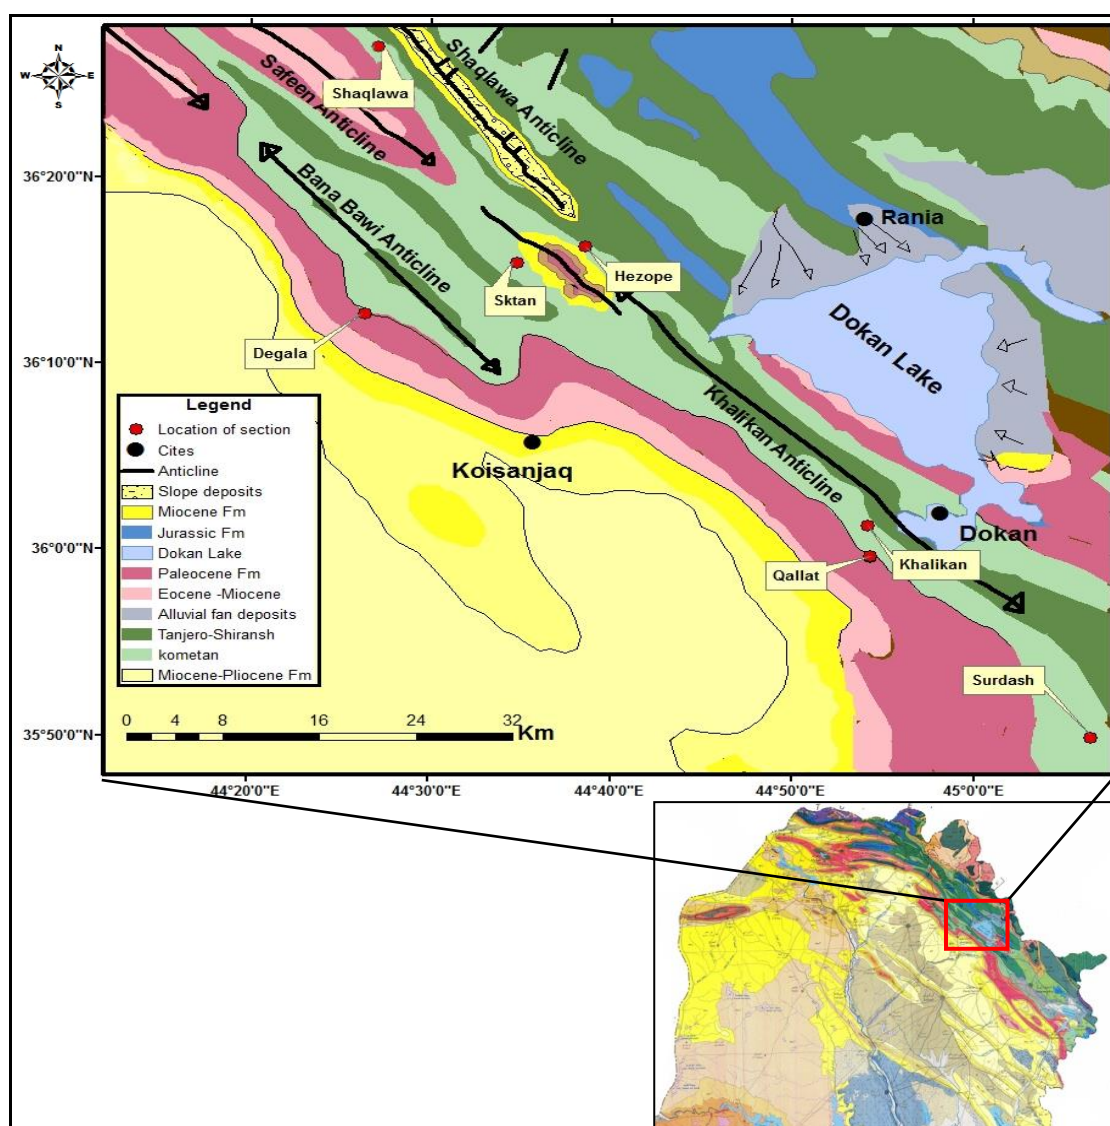 N
W E
S
Shaqlawa
Safeen Anticline
Shaqlawa Anticline
36°20'0"N
Bana Bawi Anticline
Rania
Hezope
Sktan
Dokan Lake
Degala
36°10'0"N
Khalikan Anticline
Koisanjaq
Dokan
36°0'0"N
Khalikan
Qallat
Surdash
35°50'0"N
Legend
Location of section
Cites
Anticline
Slope deposits
Miocene Fm
Jurassic Fm
Dokan Lake
Paleocene Fm
Eocene -Miocene
Alluvial fan deposits
Tanjero-Shiransh
kometan
Miocene-Pliocene Fm
0 4 8 16 24 32
Km
44°20'0"E 44°30'0"E 44°40'0"E 44°50'0"E 45°0'0"E